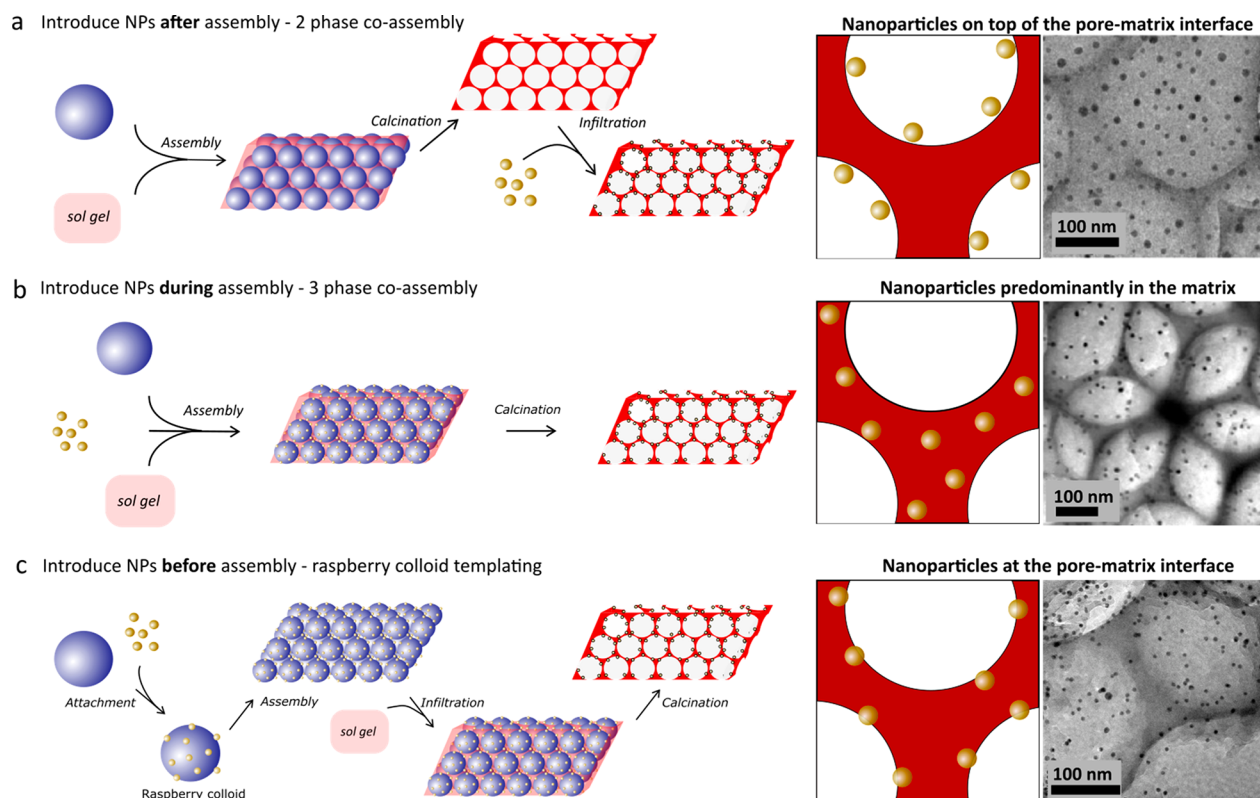 a Introduce NPs after assembly - 2 phase co-assembly
Nanoparticles on top of the pore-matrix interface
Assembly
Calcination
Infiltration
sol gel
100 nm
b Introduce NPs during assembly - 3 phase co-assembly
Nanoparticles predominantly in the matrix
Assembly
Calcination
sol gel
100 nm
c Introduce NPs before assembly - raspberry colloid templating
Nanoparticles at the pore-matrix interface
Attachment
Assembly
Infiltration
sol gel
Calcination
Raspberry colloid
100 nm